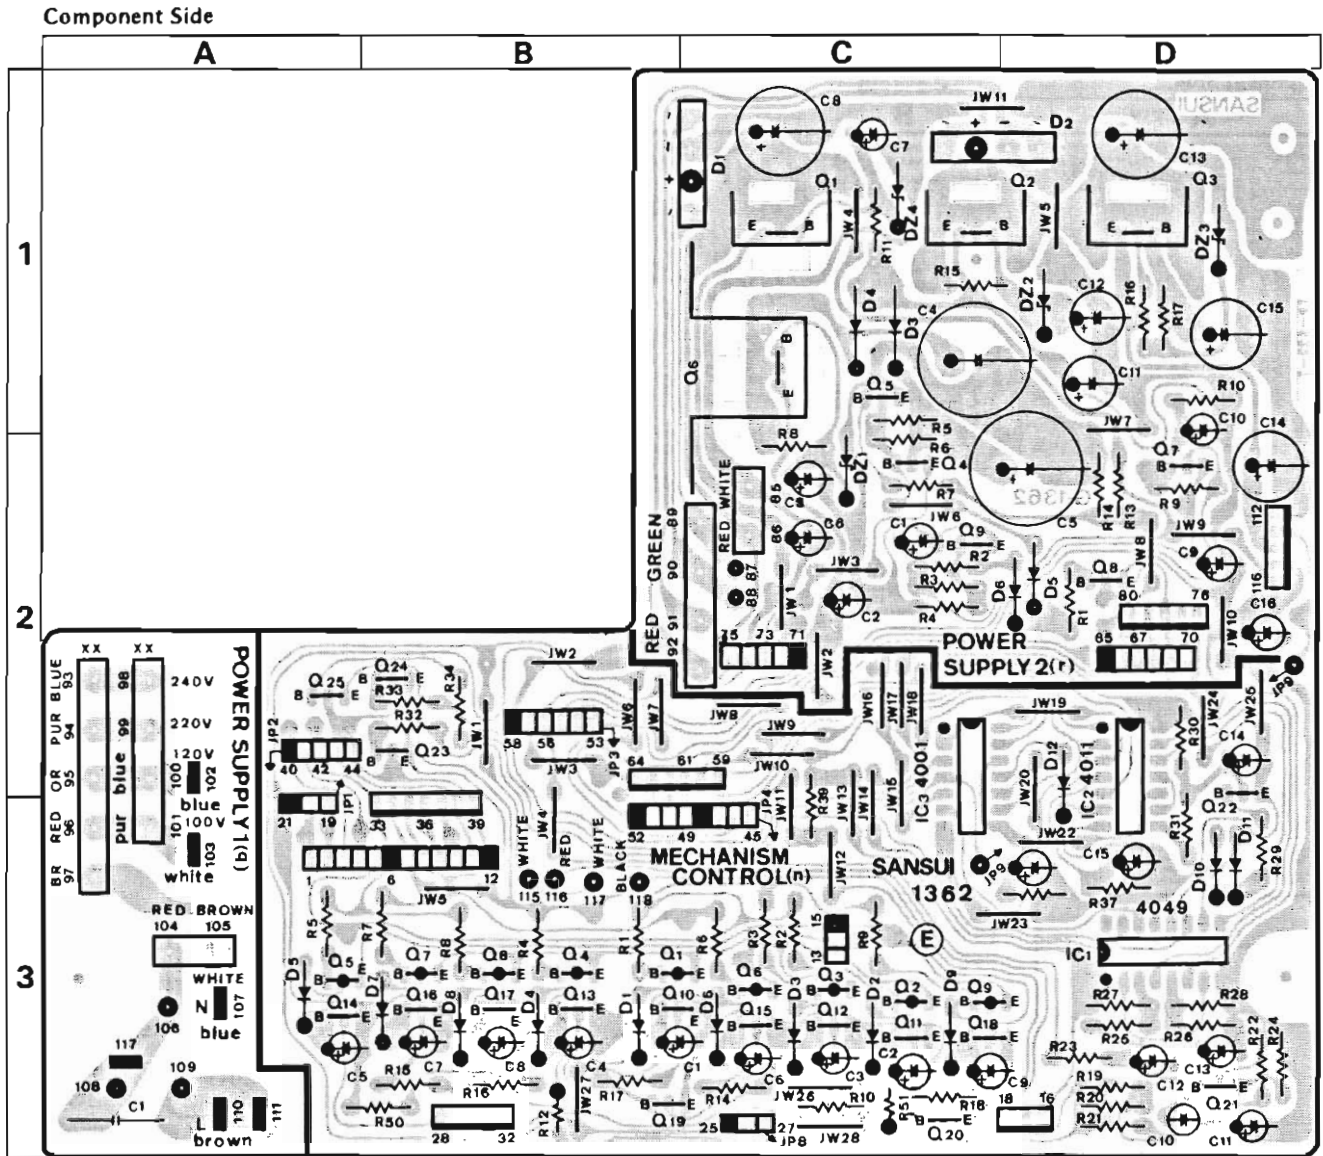 Component Side
A B C D
1
2
3
C8
JW11
SANSUI
+ -
D2
C7
C13
D1
Q1
Q2
Q3
E B
E B
E B
JW4
R11
DZ4
JW5
DZ3
R15
DZ2
C12
R16
R17
C15
D4
D3
C4
Q6
B
E
Q5
B E
C11
R10
C10
C14
R5
R6
R8
JW7
DZ1
B E Q4
Q7
B E
R7
R9
R14
R13
C5
1362
RED WHITE
85
86
C3
C6
C1
JW6
Q9
B E
R2
JW9
112
116
JW8
C9
GREEN
RED
89
90
91
92
87
88
JW3
JW1
C2
R3
R4
D6
D5
R1
Q8
B E
80 76
JW10
C16
75 73 71
JW2
POWER
SUPPLY 2(r)
65 67 70
JP9
xx xx
BLUE 93
PUR 94
OR 95
RED 96
BR 97
98
99
blue
pur
100
101
102
103
240V
220V
120V
blue
100V
white
POWER SUPPLY 1(q)
RED BROWN
104 105
WHITE
N
107
blue
106
117
108
109
C1
L
110
111
brown
Q24
B E
Q25
B E
R33
R32
R34
JP2
Q23
B E
40 42 44
JW1
JW2
58 56 53
JP3
JW3
JW6
JW7
JW8
JW9
JW10
64 61 59
JW16
JW17
JW18
IC3 4001
JW19
JW20
D12
IC2 4011
R30
JW24
JW25
C14
B E
Q22
21 19
JP1
33 36 39
JW4
WHITE
RED
WHITE
BLACK
52 49 45
JP4
JW11
R39
JW13
JW14
JW15
JW12
JW22
R31
D10
D11
R29
C15
1 6 12
JW5
115 116 117 118
MECHANISM
CONTROL(n)
SANSUI
1362
JP9
R37
4049
JW23
IC1
R5
R7
R8
R4
R1
R6
R3
R2
15
13
R9
E
D5
Q5
B E
Q14
B E
D7
Q7
B E
Q16
B E
D8
Q8
B E
Q17
B E
D4
Q4
B E
Q13
B E
D1
Q1
B E
Q10
B E
D6
Q6
B E
Q15
B E
D3
Q3
B E
Q12
B E
D2
Q2
B E
Q11
B E
D9
Q9
B E
Q18
B E
R27
R28
R25
R26
R22
R24
R23
C5
C7
C8
C4
C1
C6
C3
C2
C9
C12
C13
R15
R16
JW27
R17
R14
JW26
R10
R51
R18
18 16
R19
R20
R21
B E
Q21
R50
28 32
R12
B E
Q19
25 27
JP8
JW28
B E
Q20
C10
C11